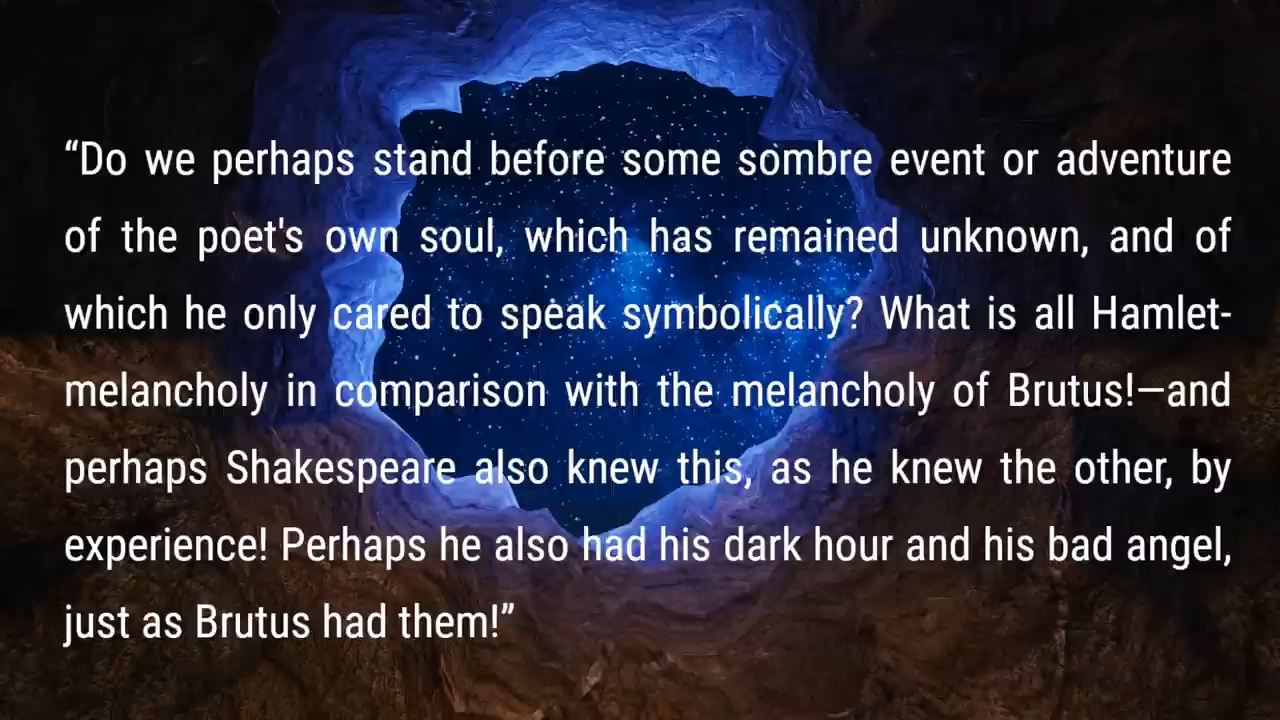 “Do we perhaps stand before some sombre event or adventure
of the poet's own soul, which has remained unknown, and of
which he only cared to speak symbolically? What is all Hamlet-
melancholy in comparison with the melancholy of Brutus!—and
perhaps Shakespeare also knew this, as he knew the other, by
experience! Perhaps he also had his dark hour and his bad angel,
just as Brutus had them!”